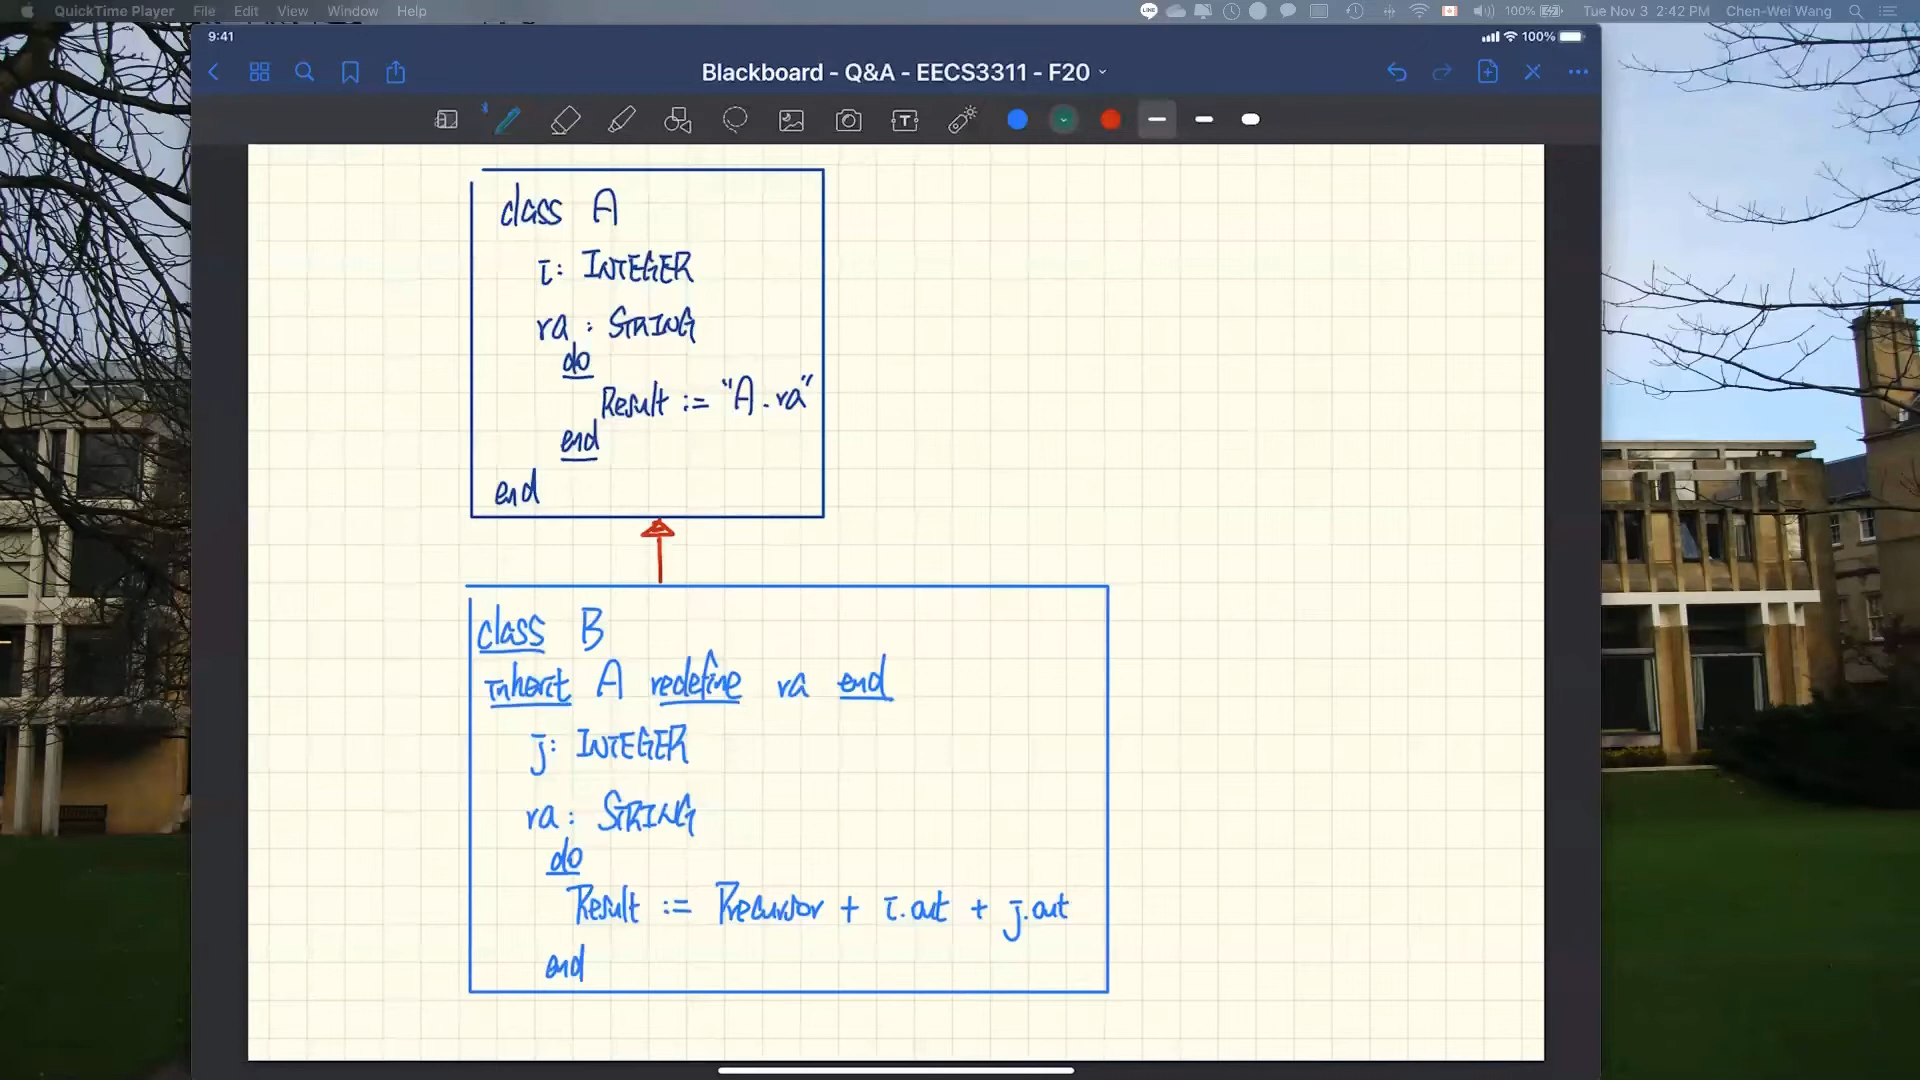 QuickTime Player File Edit View Window Help
LINE 100% Tue Nov 3 2:42 PM Chen-Wei Wang
9:41
100%
Blackboard - Q&A - EECS3311 - F20
T
class A
i: INTEGER
ra : STRING
do
Result := "A.ra"
end
end
class B
inherit A redefine ra end
j: INTEGER
ra: STRING
do
Result := Precursor + i.out + j.out
end